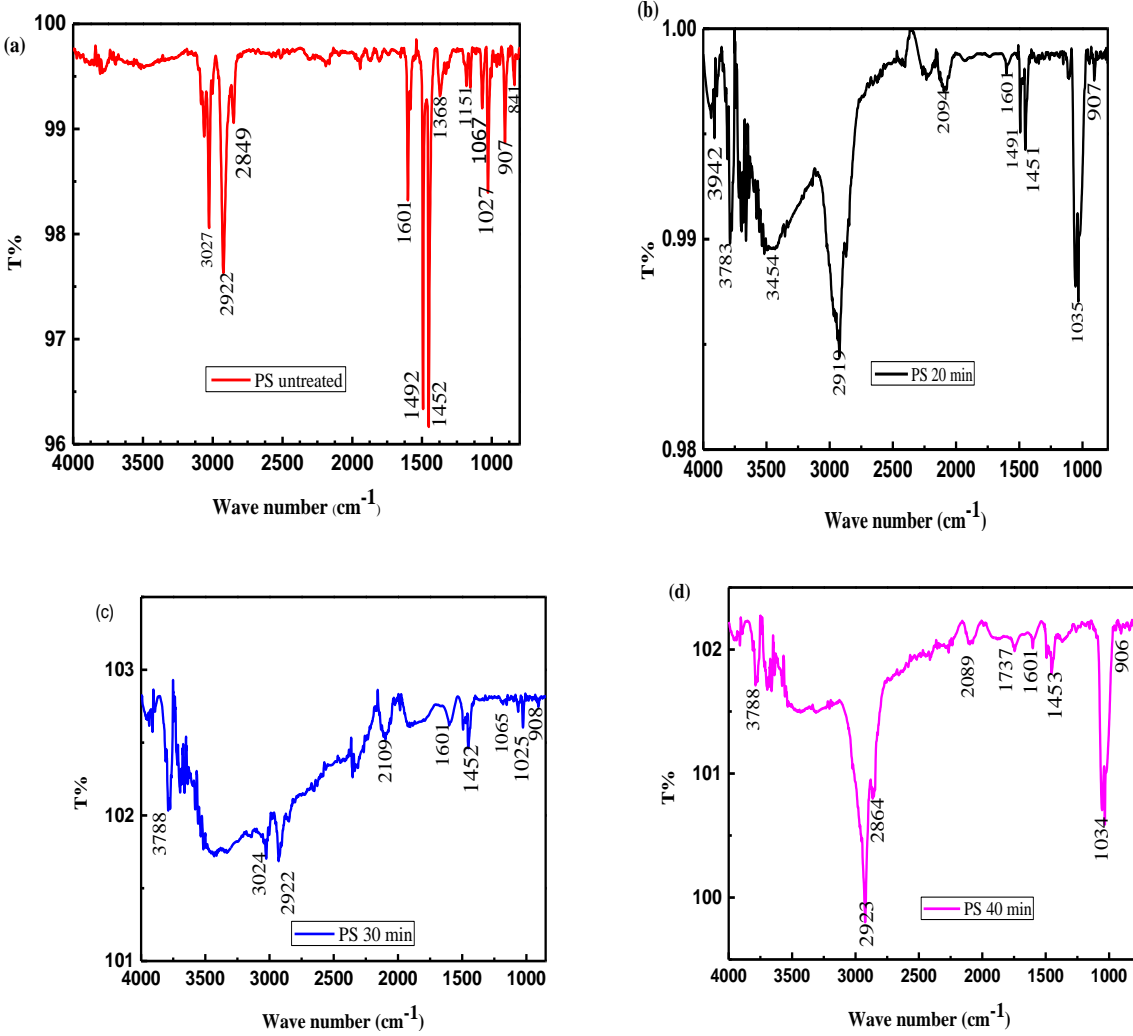 (a)
T%
100
99
98
97
96
3027
2922
2849
1601
1492
1452
1368
1151
1067
1027
907
841
PS untreated
4000 3500 3000 2500 2000 1500 1000
Wave number (cm-1)
(b)
T%
1.00
0.99
0.98
3942
3783
3454
2919
2094
1601
1491
1451
1035
907
PS 20 min
4000 3500 3000 2500 2000 1500 1000
Wave number (cm-1)
(c)
T%
103
102
101
3788
3024
2922
2109
1601
1452
1065
1025
908
PS 30 min
4000 3500 3000 2500 2000 1500 1000
Wave number (cm-1)
(d)
T%
102
101
100
3788
2923
2864
2089
1737
1601
1453
1034
906
PS 40 min
4000 3500 3000 2500 2000 1500 1000
Wave number (cm-1)